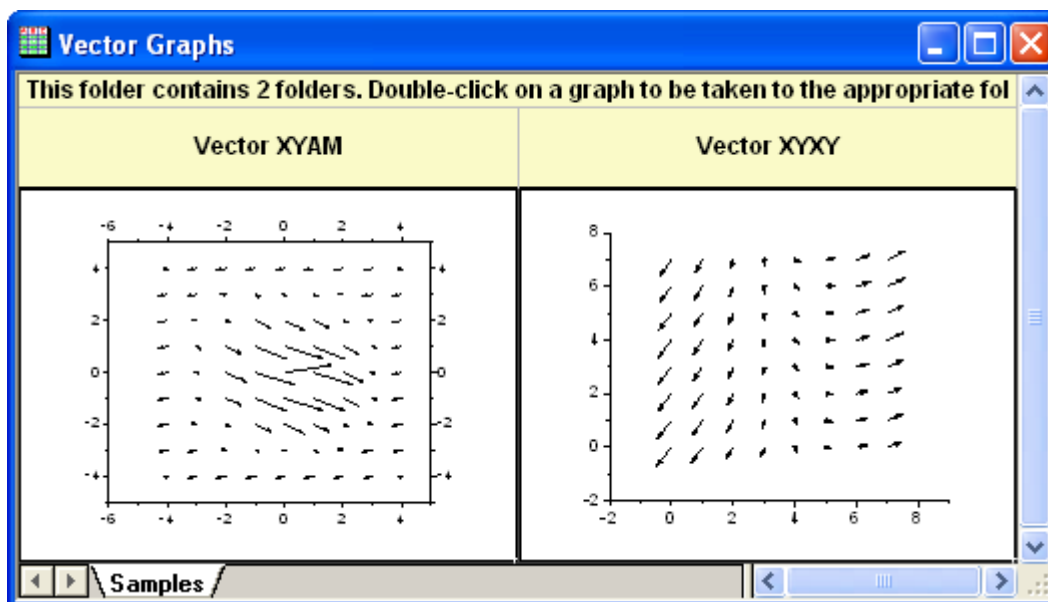 Vector Graphs
This folder contains 2 folders. Double-click on a graph to be taken to the appropriate fol
Vector XYAM
Vector XYXY
-6 -4 -2 0 2 4
4 4
2 2
0 0
-2 -2
-4 -4
-6 -4 -2 0 2 4
8
6
4
2
0
-2
-2 0 2 4 6 8
Samples